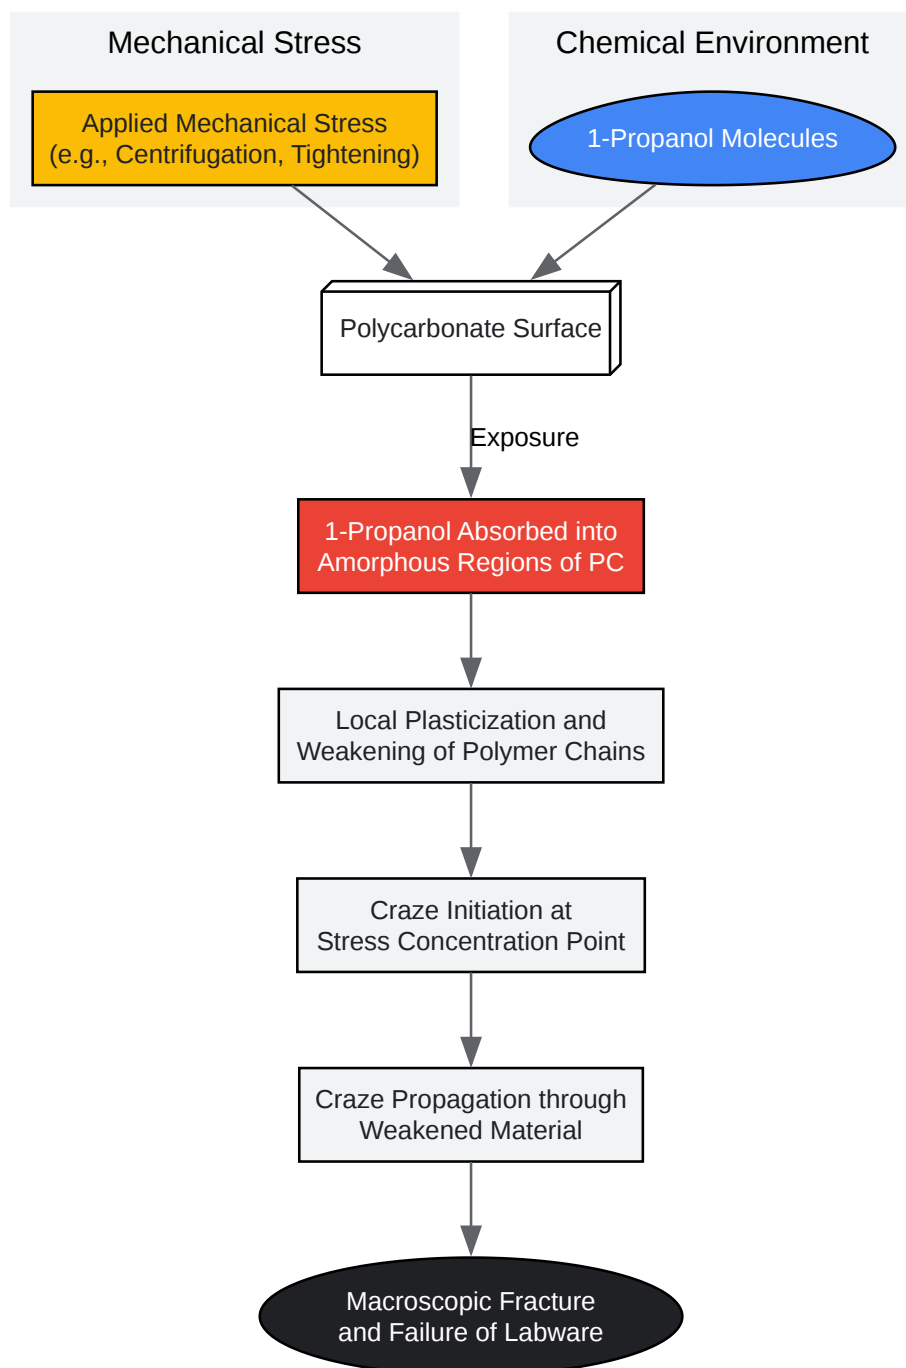 Mechanical Stress
Chemical Environment
Applied Mechanical Stress
(e.g., Centrifugation, Tightening)
1-Propanol Molecules
Polycarbonate Surface
Exposure
1-Propanol Absorbed into
Amorphous Regions of PC
Local Plasticization and
Weakening of Polymer Chains
Craze Initiation at
Stress Concentration Point
Craze Propagation through
Weakened Material
Macroscopic Fracture
and Failure of Labware